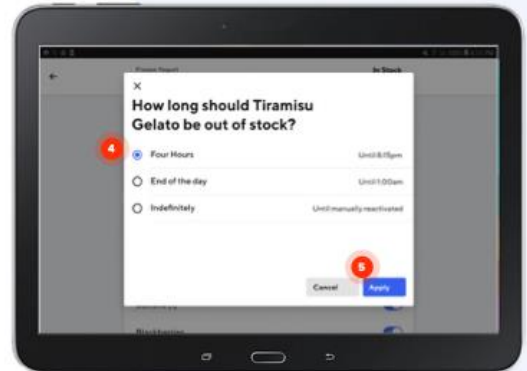 In Stock
How long should Tiramisu
Gelato be out of stock?
4
Four Hours
Until 8:15pm
End of the day
Until 1:00am
Indefinitely
Until manually reactivated
5
Cancel
Apply
Blackberries